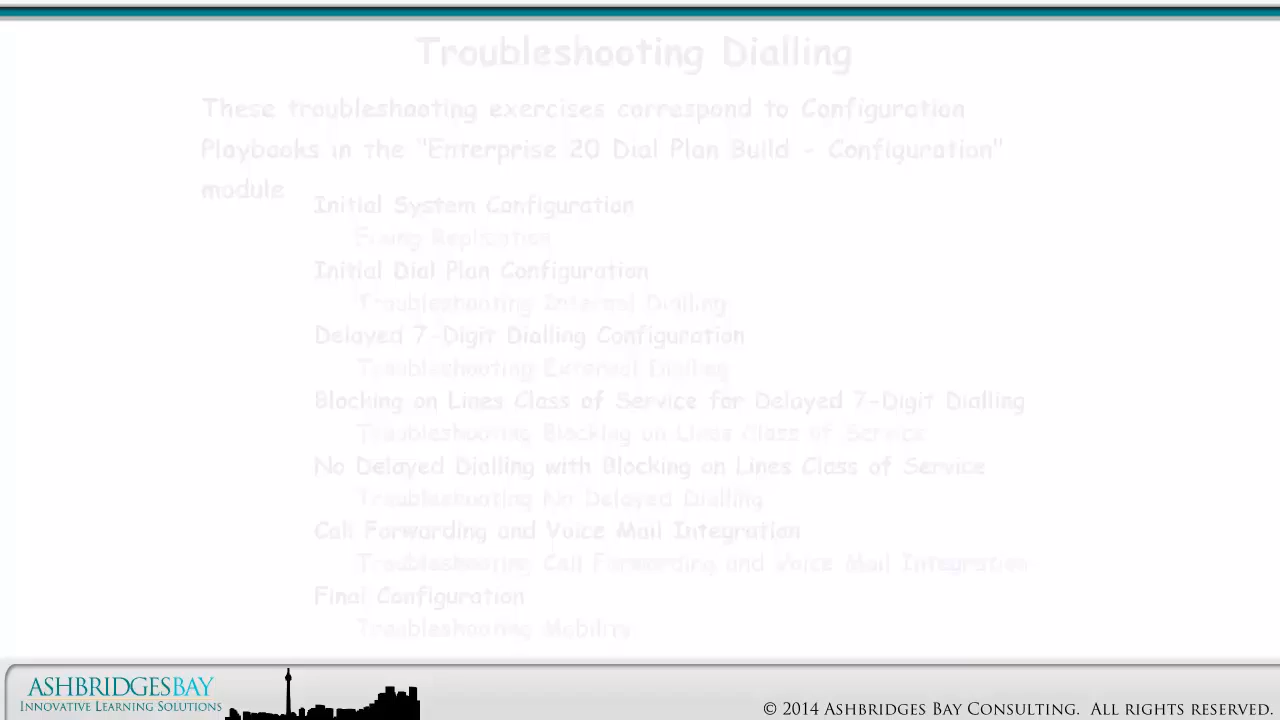 Troubleshooting Dialling
These troubleshooting exercises correspond to Configuration
Playbooks in the "Enterprise 20 Dial Plan Build - Configuration"
module
Initial System Configuration
Fixing Replication
Initial Dial Plan Configuration
Troubleshooting Internal Dialling
Delayed 7-Digit Dialling Configuration
Troubleshooting External Dialling
Blocking on Lines Class of Service for Delayed 7-Digit Dialling
Troubleshooting Blocking on Lines Class of Service
No Delayed Dialling with Blocking on Lines Class of Service
Troubleshooting No Delayed Dialling
Call Forwarding and Voice Mail Integration
Troubleshooting Call Forwarding and Voice Mail Integration
Final Configuration
Troubleshooting Mobility
ASHBRIDGESBAY
INNOVATIVE LEARNING SOLUTIONS
© 2014 ASHBRIDGES BAY CONSULTING. ALL RIGHTS RESERVED.